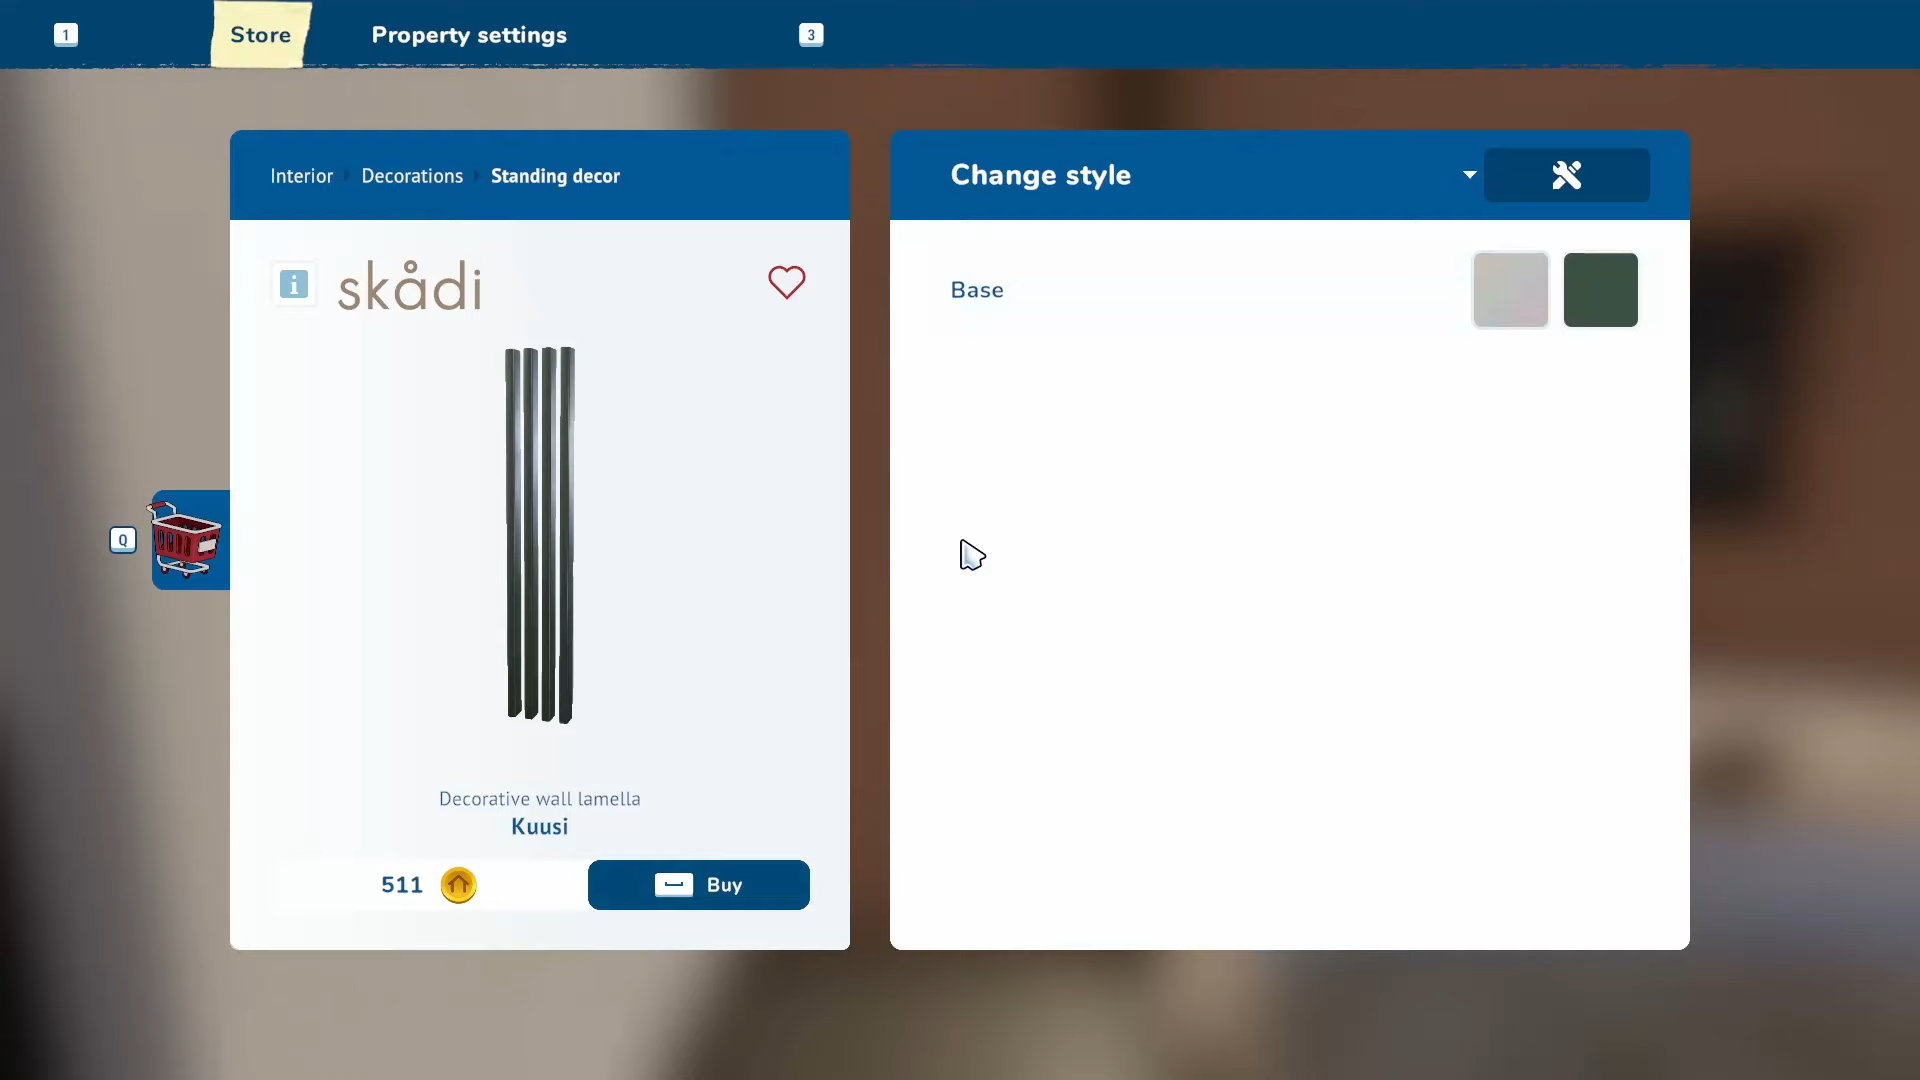 1
Store
Property settings
3
Interior
Decorations
Standing decor
Change style
i
skådi
Base
Q
Decorative wall lamella
Kuusi
511
Buy